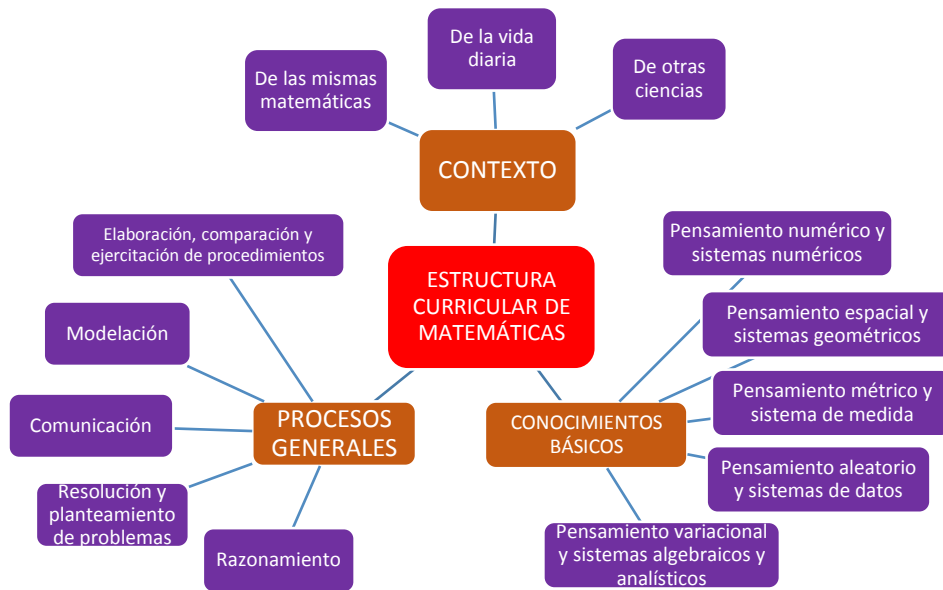 De la vida
diaria
De las mismas
matemáticas
De otras
ciencias
CONTEXTO
Elaboración, comparación y
ejercitación de procedimientos
Pensamiento numérico y
sistemas numéricos
ESTRUCTURA
CURRICULAR DE
MATEMÁTICAS
Modelación
Pensamiento espacial y
sistemas geométricos
Pensamiento métrico y
sistema de medida
Comunicación
PROCESOS
GENERALES
CONOCIMIENTOS
BÁSICOS
Pensamiento aleatorio
y sistemas de datos
Resolución y
planteamiento
de problemas
Razonamiento
Pensamiento variacional
y sistemas algebraicos y
analísticos